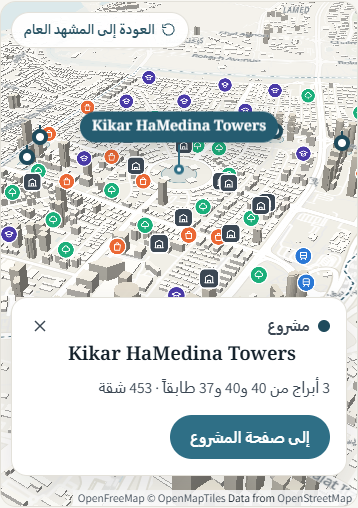 العودة إلى المشهد العام
LAMED
Kikar HaMedina Towers
مشروع
Kikar HaMedina Towers
3 أبراج من 40 و40 و37 طابقاً · 453 شقة
إلى صفحة المشروع
OpenFreeMap © OpenMapTiles Data from OpenStreetMap